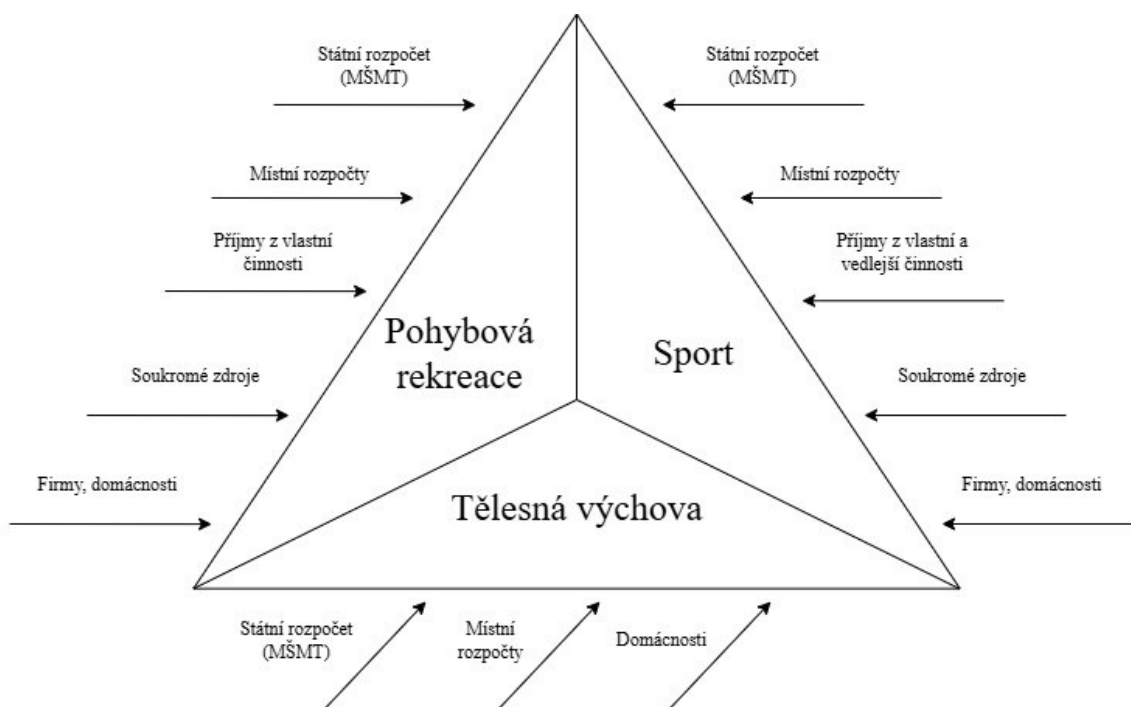 Státní rozpočet
(MŠMT)
Státní rozpočet
(MŠMT)
Místní rozpočty
Místní rozpočty
Příjmy z vlastní
činnosti
Příjmy z vlastní a
vedlejší činnosti
Pohybová
rekreace
Sport
Soukromé zdroje
Soukromé zdroje
Firmy, domácnosti
Firmy, domácnosti
Tělesná výchova
Státní rozpočet
(MŠMT)
Místní
rozpočty
Domácnosti